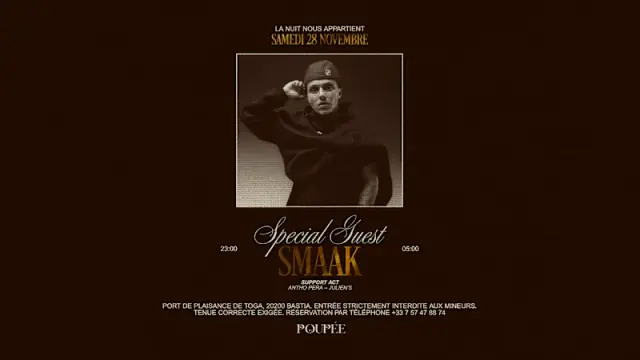 LA NUIT NOUS APPARTIENT
SAMEDI 28 NOVEMBRE
Special Guest
23:00
05:00
SMAAK
SUPPORT ACT
ANTHO PERA – JULIEN'S
PORT DE PLAISANCE DE TOGA, 20200 BASTIA. ENTRÉE STRICTEMENT INTERDITE AUX MINEURS.
TENUE CORRECTE EXIGÉE. RESERVATION PAR TÉLÉPHONE +33 7 57 47 88 74
POUPÉE